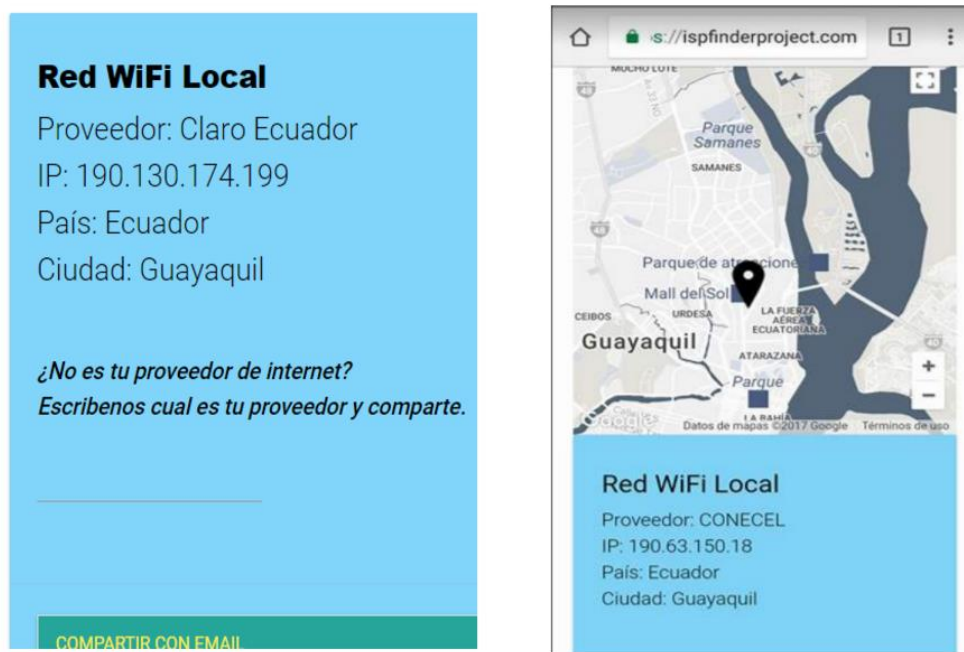 Red WiFi Local
Proveedor: Claro Ecuador
IP: 190.130.174.199
País: Ecuador
Ciudad: Guayaquil
¿No es tu proveedor de internet?
Escribenos cual es tu proveedor y comparte.
COMPARTIR CON EMAIL
s://ispfinderproject.com
1
MUCHO LOTE
Av 23 NO
Parque
Samanes
SAMANES
Parque de atracciones
Mall del Sol
CEIBOS
URDESA
LA FUERZA
AÉREA
ECUATORIANA
Guayaquil
ATARAZANA
Parque
LA BAHÍA
+
−
Google
Datos de mapas ©2017 Google
Términos de uso
Red WiFi Local
Proveedor: CONECEL
IP: 190.63.150.18
País: Ecuador
Ciudad: Guayaquil